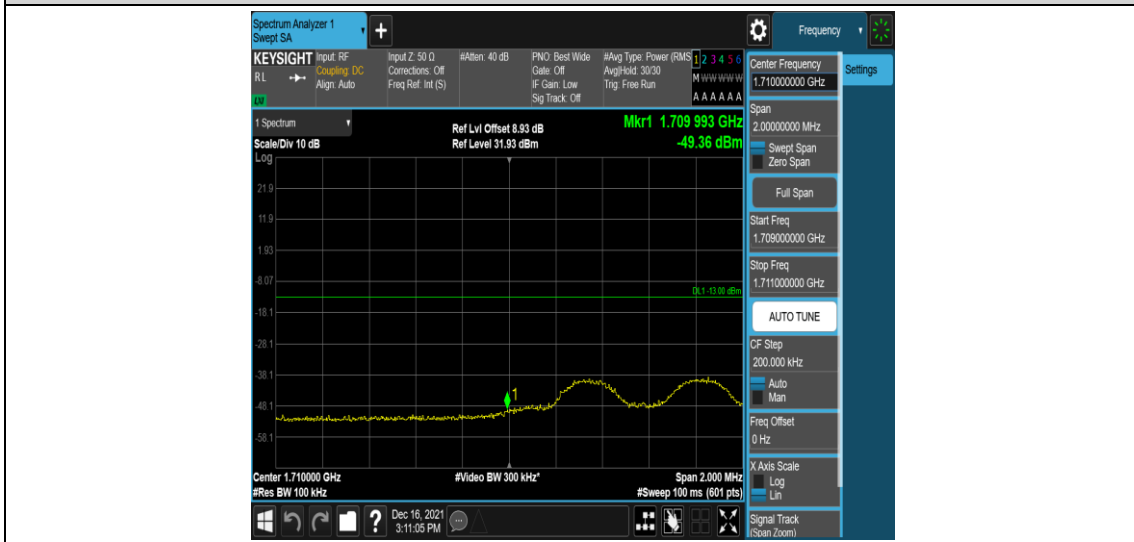 Spectrum Analyzer 1
Swept SA
+
Frequency
KEYSIGHT
RL
LXI
Input: RF
Coupling: DC
Align: Auto
Input Z: 50 Ω
Corrections: Off
Freq Ref: Int (S)
#Atten: 40 dB
PNO: Best Wide
Gate: Off
IF Gain: Low
Sig Track: Off
#Avg Type: Power (RMS
Avg|Hold: 30/30
Trig: Free Run
1 2 3 4 5 6
M W W W W W
A A A A A A
Center Frequency
1.710000000 GHz
Settings
1 Spectrum
Scale/Div 10 dB
Ref Lvl Offset 8.93 dB
Ref Level 31.93 dBm
Mkr1 1.709 993 GHz
-49.36 dBm
Log
21.9
11.9
1.93
-8.07
-18.1
-28.1
-38.1
-48.1
-58.1
DL1 -13.00 dBm
1
Span
2.00000000 MHz
Swept Span
Zero Span
Full Span
Start Freq
1.709000000 GHz
Stop Freq
1.711000000 GHz
AUTO TUNE
CF Step
200.000 kHz
Auto
Man
Freq Offset
0 Hz
X Axis Scale
Log
Lin
Signal Track
(Span Zoom)
Center 1.710000 GHz
#Res BW 100 kHz
#Video BW 300 kHz*
Span 2.000 MHz
#Sweep 100 ms (601 pts)
?
Dec 16, 2021
3:11:05 PM